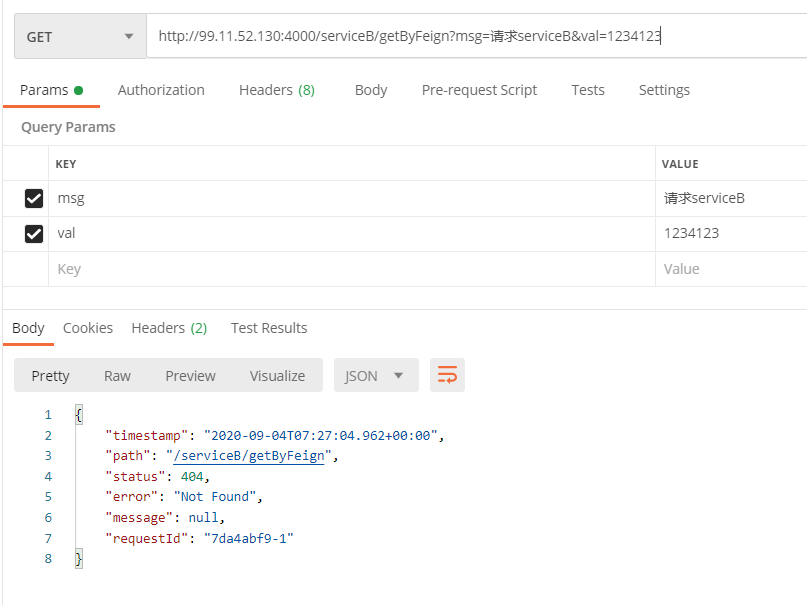 GET http://99.11.52.130:4000/serviceB/getByFeign?msg=请求serviceB&val=1234123
Params Authorization Headers (8) Body Pre-request Script Tests Settings
Query Params
KEY VALUE
msg 请求serviceB
val 1234123
Key Value
Body Cookies Headers (2) Test Results
Pretty Raw Preview Visualize JSON
1 {
2 "timestamp": "2020-09-04T07:27:04.962+00:00",
3 "path": "/serviceB/getByFeign",
4 "status": 404,
5 "error": "Not Found",
6 "message": null,
7 "requestId": "7da4abf9-1"
8 }